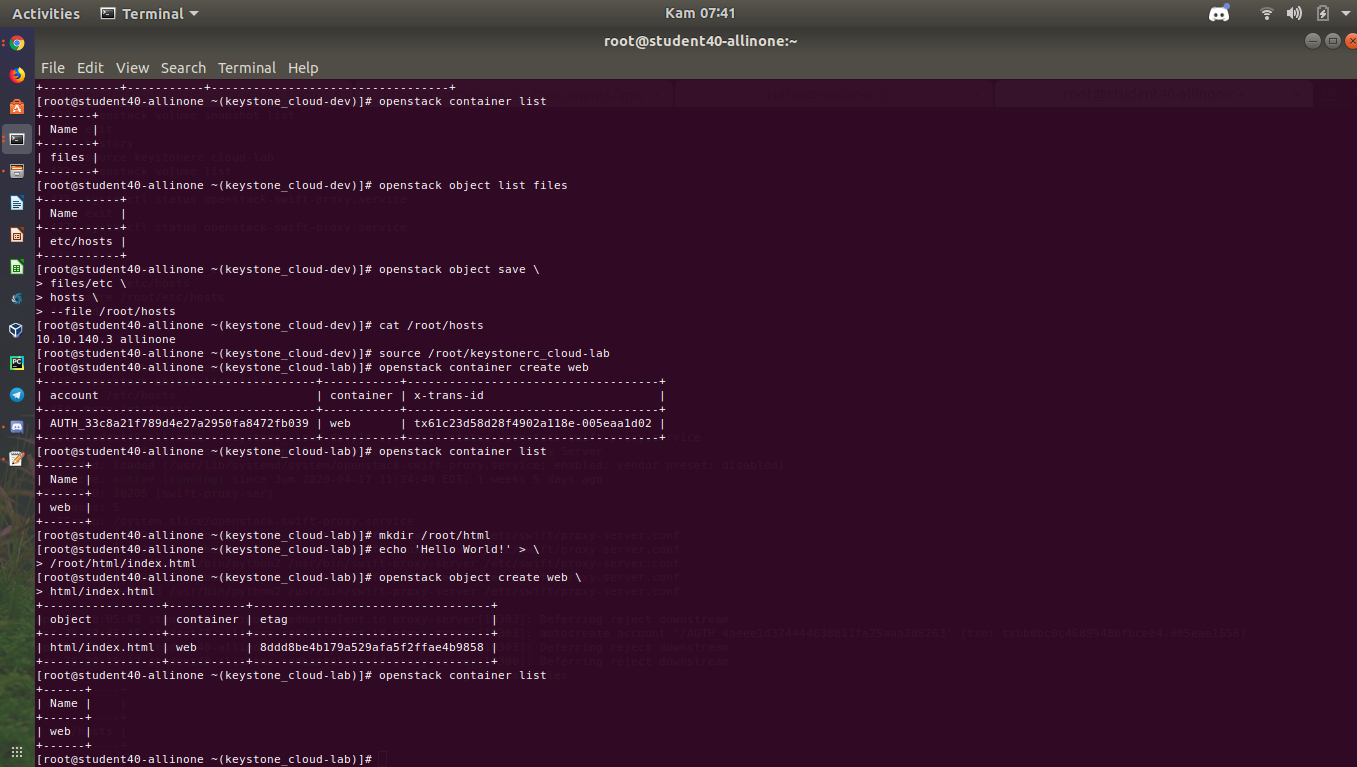 Activities Terminal Kam 07:41
root@student40-allinone:~
File Edit View Search Terminal Help
+-----------+----------+----------------------------------+
[root@student40-allinone ~(keystone_cloud-dev)]# openstack container list
+-------+
| Name  |
+-------+
| files |
+-------+
[root@student40-allinone ~(keystone_cloud-dev)]# openstack object list files
+-----------+
| Name      |
+-----------+
| etc/hosts |
+-----------+
[root@student40-allinone ~(keystone_cloud-dev)]# openstack object save \
> files/etc \
> hosts \
> --file /root/hosts
[root@student40-allinone ~(keystone_cloud-dev)]# cat /root/hosts
10.10.140.3 allinone
[root@student40-allinone ~(keystone_cloud-dev)]# source /root/keystonerc_cloud-lab
[root@student40-allinone ~(keystone_cloud-lab)]# openstack container create web
+---------------------------------------+-----------+------------------------------------+
| account                               | container | x-trans-id                         |
+---------------------------------------+-----------+------------------------------------+
| AUTH_33c8a21f789d4e27a2950fa8472fb039 | web       | tx61c23d58d28f4902a118e-005eaa1d02 |
+---------------------------------------+-----------+------------------------------------+
[root@student40-allinone ~(keystone_cloud-lab)]# openstack container list
+------+
| Name |
+------+
| web  |
+------+
[root@student40-allinone ~(keystone_cloud-lab)]# mkdir /root/html
[root@student40-allinone ~(keystone_cloud-lab)]# echo 'Hello World!' > \
> /root/html/index.html
[root@student40-allinone ~(keystone_cloud-lab)]# openstack object create web \
> html/index.html
+-----------------+-----------+----------------------------------+
| object          | container | etag                             |
+-----------------+-----------+----------------------------------+
| html/index.html | web       | 8ddd8be4b179a529afa5f2ffae4b9858 |
+-----------------+-----------+----------------------------------+
[root@student40-allinone ~(keystone_cloud-lab)]# openstack container list
+------+
| Name |
+------+
| web  |
+------+
[root@student40-allinone ~(keystone_cloud-lab)]#